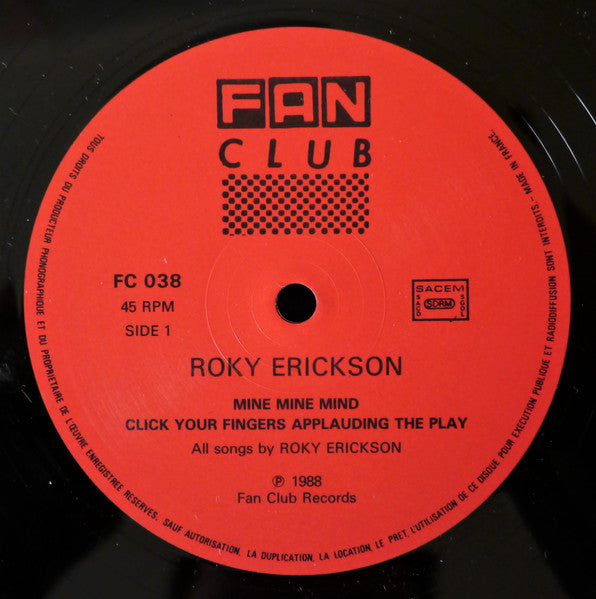 FAN
CLUB
FC 038
45 RPM
SIDE 1
SACEM
SACD
SDRM
SGDL
ROKY ERICKSON
MINE MINE MIND
CLICK YOUR FINGERS APPLAUDING THE PLAY
All songs by ROKY ERICKSON
℗ 1988
Fan Club Records
TOUS DROITS DU PRODUCTEUR PHONOGRAPHIQUE ET DU PROPRIETAIRE DE L'ŒUVRE ENREGISTREE RESERVES. SAUF AUTORISATION, LA DUPLICATION, LA LOCATION, LE PRET, L'UTILISATION DE CE DISQUE POUR EXECUTION PUBLIQUE ET RADIODIFFUSION SONT INTERDITS - MADE IN FRANCE.